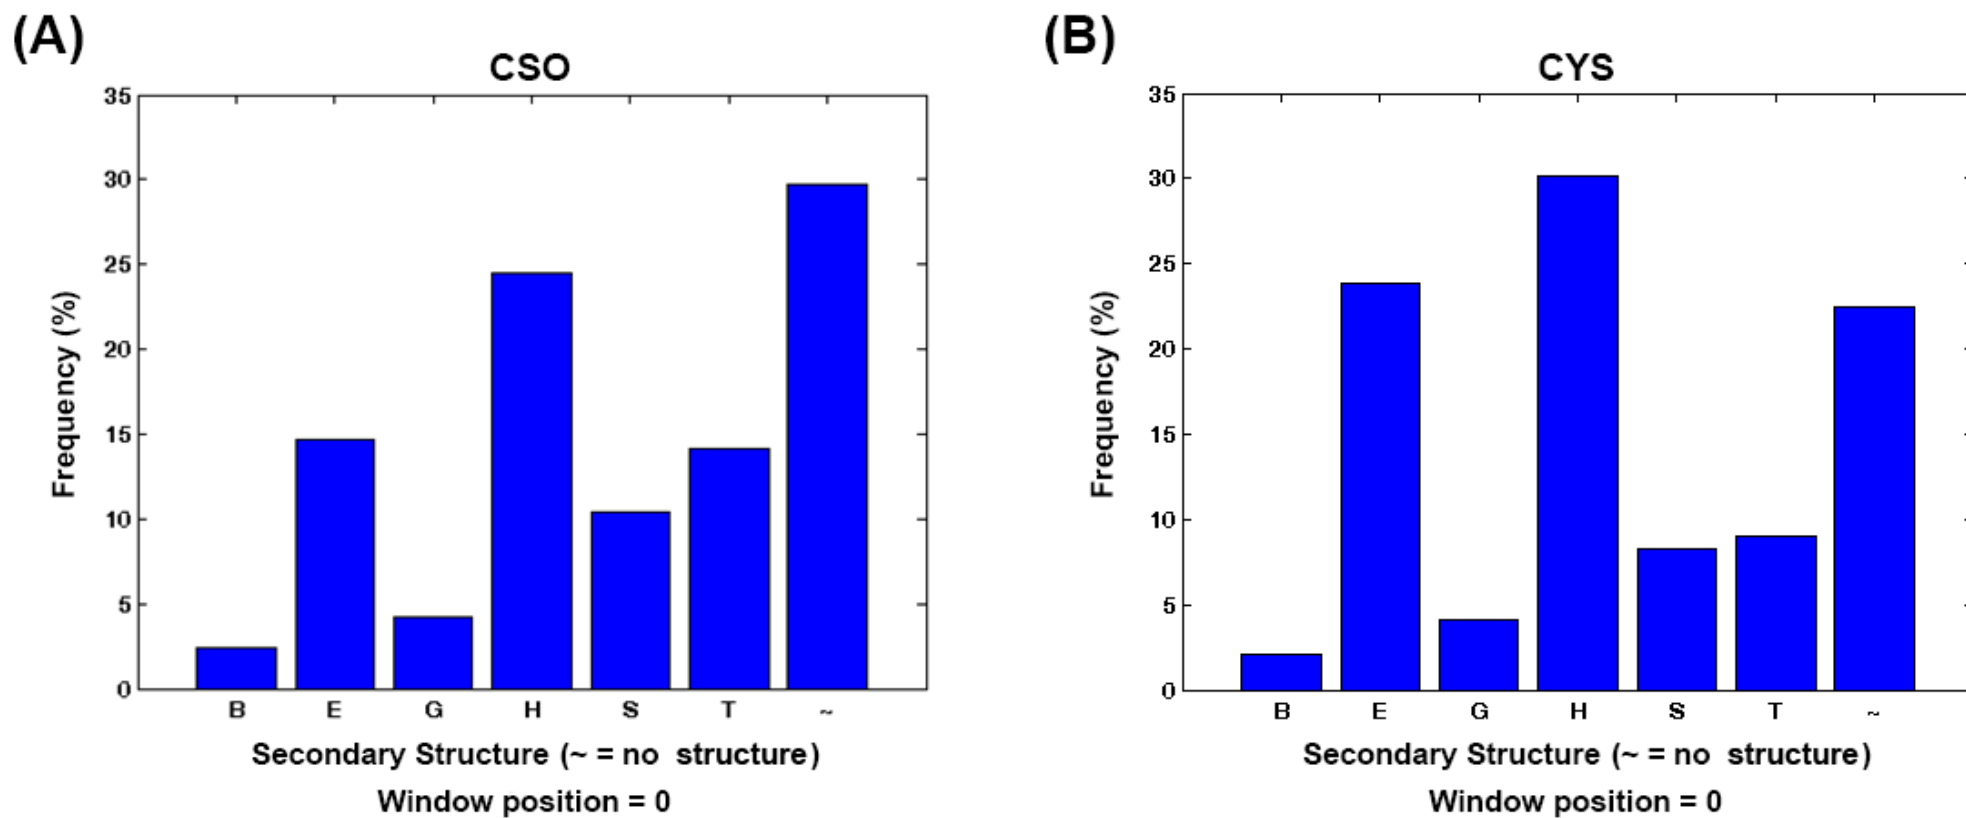 (A)
CSO
35
30
25
20
15
10
5
0
Frequency (%)
B E G H S T ~
Secondary Structure (~ = no structure)
Window position = 0
(B)
CYS
35
30
25
20
15
10
5
0
Frequency (%)
B E G H S T ~
Secondary Structure (~ = no structure)
Window position = 0